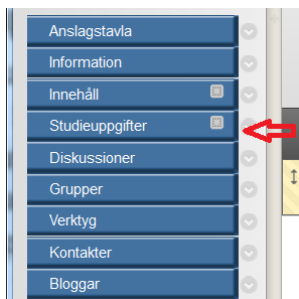 Anslagstavla
Information
Innehåll
Studieuppgifter
Diskussioner
Grupper
Verktyg
Kontakter
Bloggar